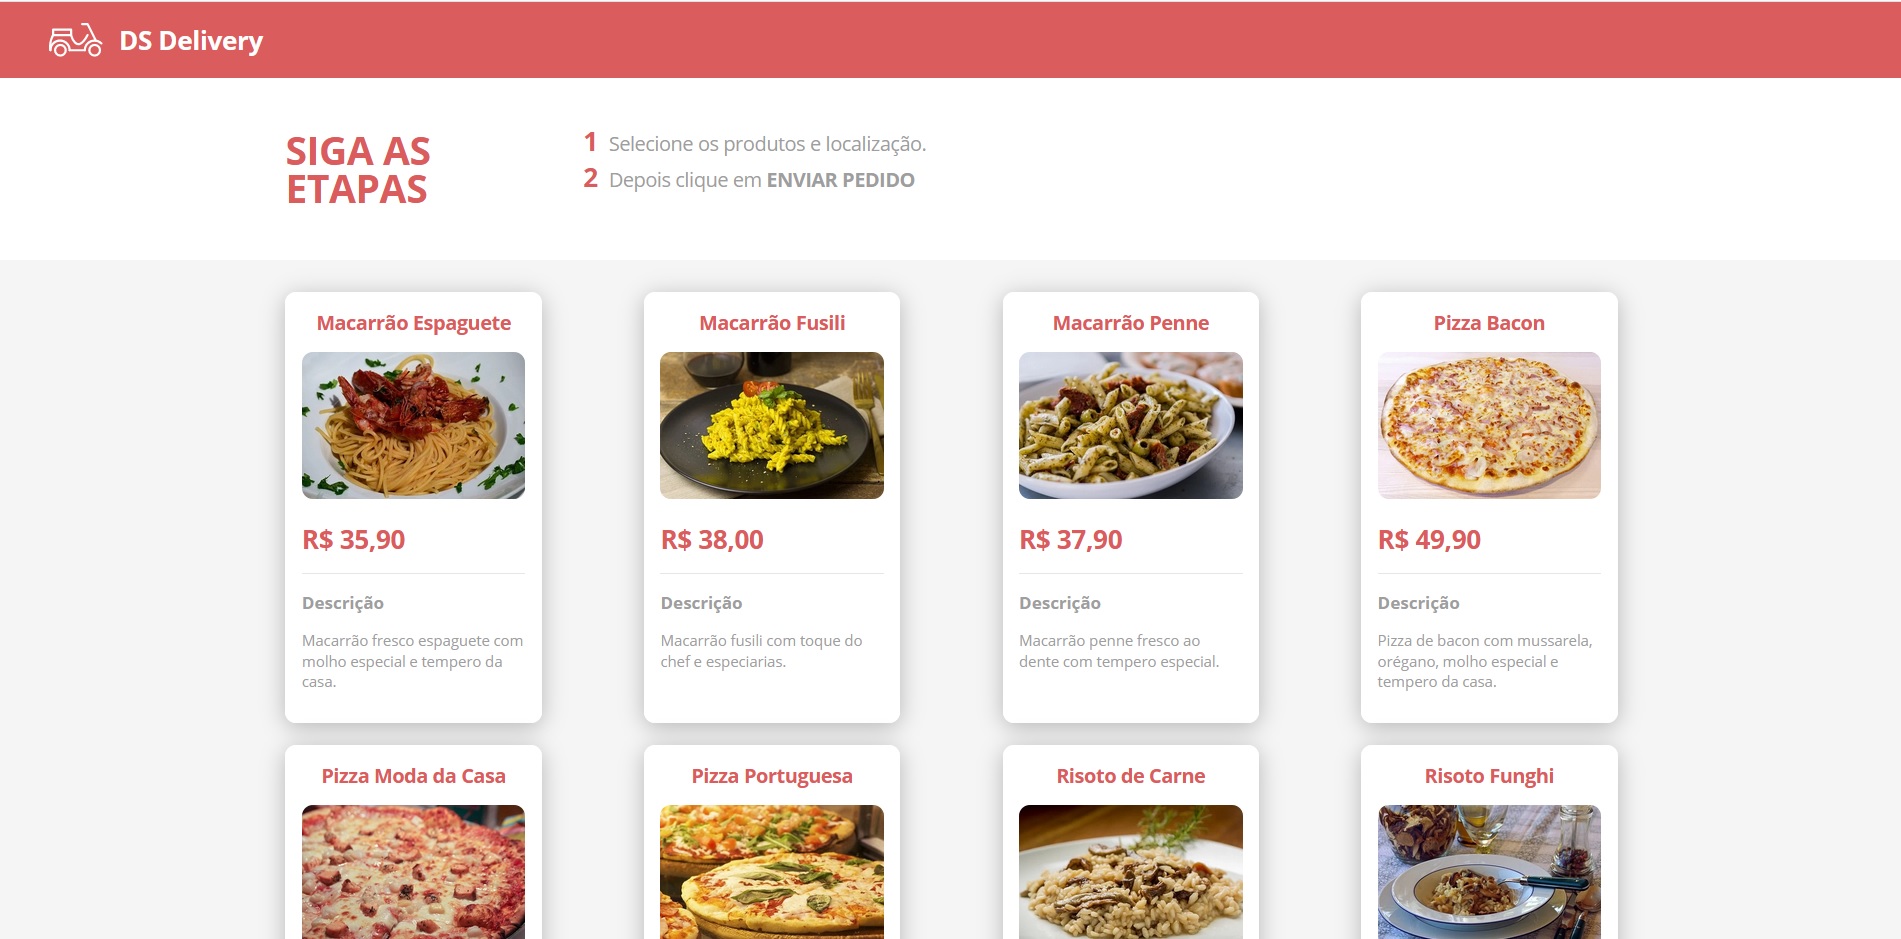 DS Delivery
SIGA AS
ETAPAS
1 Selecione os produtos e localização.
2 Depois clique em ENVIAR PEDIDO
Macarrão Espaguete
R$ 35,90
Descrição
Macarrão fresco espaguete com
molho especial e tempero da
casa.
Macarrão Fusili
R$ 38,00
Descrição
Macarrão fusili com toque do
chef e especiarias.
Macarrão Penne
R$ 37,90
Descrição
Macarrão penne fresco ao
dente com tempero especial.
Pizza Bacon
R$ 49,90
Descrição
Pizza de bacon com mussarela,
orégano, molho especial e
tempero da casa.
Pizza Moda da Casa
Pizza Portuguesa
Risoto de Carne
Risoto Funghi